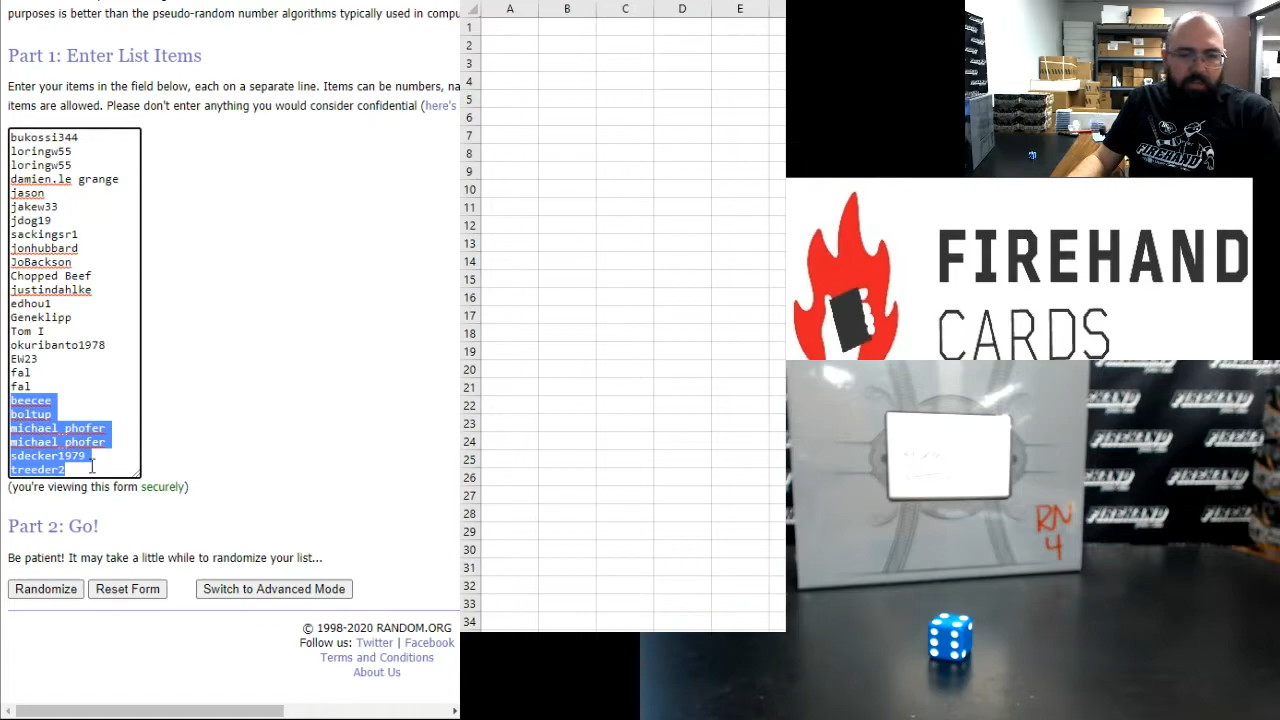 purposes is better than the pseudo-random number algorithms typically used in compu
Part 1: Enter List Items
Enter your items in the field below, each on a separate line. Items can be numbers, na
items are allowed. Please don't enter anything you would consider confidential (here's
bukossi344
loringw55
loringw55
damien.le grange
jason
jakew33
jdog19
sackingsr1
jonhubbard
JoBackson
Chopped Beef
justindahlke
edhou1
Geneklipp
Tom I
okuribanto1978
EW23
fal
fal
beecee
boltup
michael phofer
michael phofer
sdecker1979
treeder2
(you're viewing this form securely)
Part 2: Go!
Be patient! It may take a little while to randomize your list...
Randomize Reset Form Switch to Advanced Mode
© 1998-2020 RANDOM.ORG
Follow us: Twitter | Facebook
Terms and Conditions
About Us
A B C D E
1
2
3
4
5
6
7
8
9
10
11
12
13
14
15
16
17
18
19
20
21
22
23
24
25
26
27
28
29
30
31
32
33
34
FIREHAND
FIREHAND
CARDS
RN
4
FIREHAND
FIREHAND
FIREHAND